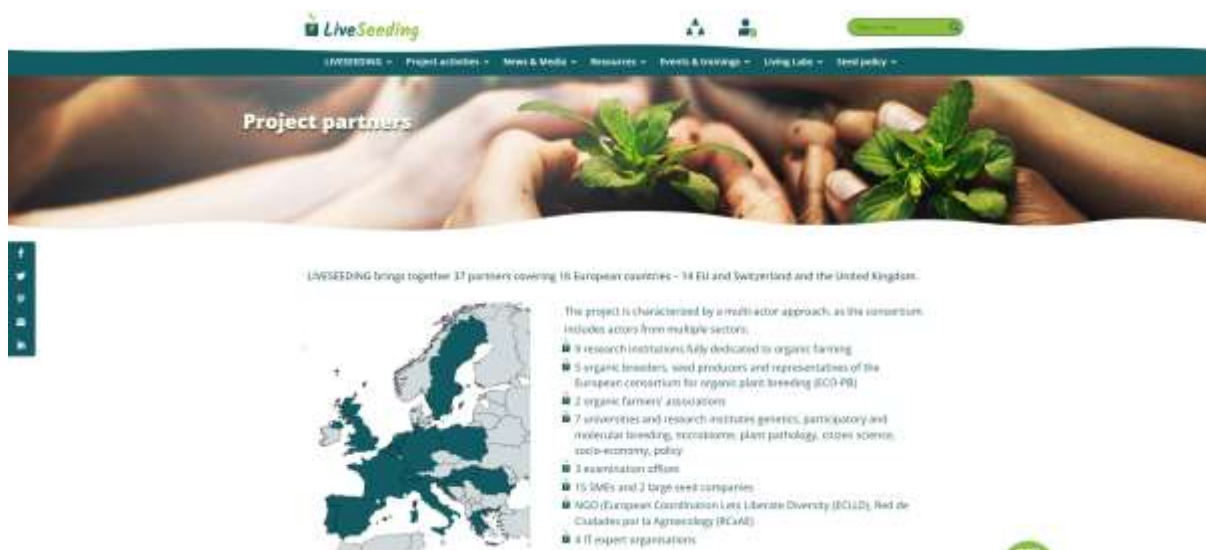 LiveSeeding
LIVESEEDING Project activities News & Media Resources Events & trainings Living Labs Seed policy
Project partners
LIVESEEDING brings together 37 partners covering 16 European countries – 14 EU and Switzerland and the United Kingdom.
The project is characterized by a multi-actor approach, as the consortium
includes actors from multiple sectors:
9 research institutions fully dedicated to organic farming
5 organic breeders, seed producers and representatives of the
European consortium for organic plant breeding (ECO-PB)
2 organic farmers' associations
7 universities and research institutes genetics, participatory and
molecular breeding, microbiome, plant pathology, citizen science,
socio-economy, policy
3 examination offices
15 SMEs and 2 large seed companies
NGO (European Coordination Lets Liberate Diversity (ECLLD), Red de
Ciudades por la Agroecology (RCxAE)
4 IT expert organisations